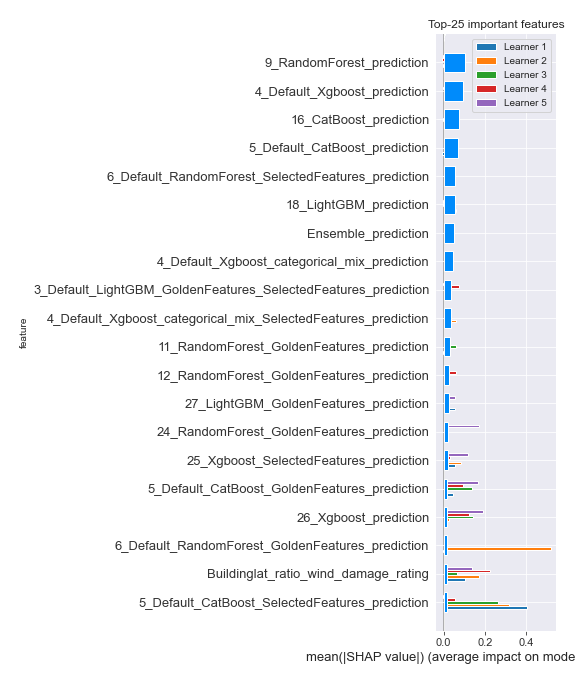 Top-25 important features
Learner 1
Learner 2
Learner 3
Learner 4
Learner 5
9_RandomForest_prediction
4_Default_Xgboost_prediction
16_CatBoost_prediction
5_Default_CatBoost_prediction
6_Default_RandomForest_SelectedFeatures_prediction
18_LightGBM_prediction
Ensemble_prediction
4_Default_Xgboost_categorical_mix_prediction
3_Default_LightGBM_GoldenFeatures_SelectedFeatures_prediction
4_Default_Xgboost_categorical_mix_SelectedFeatures_prediction
11_RandomForest_GoldenFeatures_prediction
12_RandomForest_GoldenFeatures_prediction
27_LightGBM_GoldenFeatures_prediction
24_RandomForest_GoldenFeatures_prediction
25_Xgboost_SelectedFeatures_prediction
5_Default_CatBoost_GoldenFeatures_prediction
26_Xgboost_prediction
6_Default_RandomForest_GoldenFeatures_prediction
Buildinglat_ratio_wind_damage_rating
5_Default_CatBoost_SelectedFeatures_prediction
feature
0.0 0.2 0.4
mean(|SHAP value|) (average impact on mode